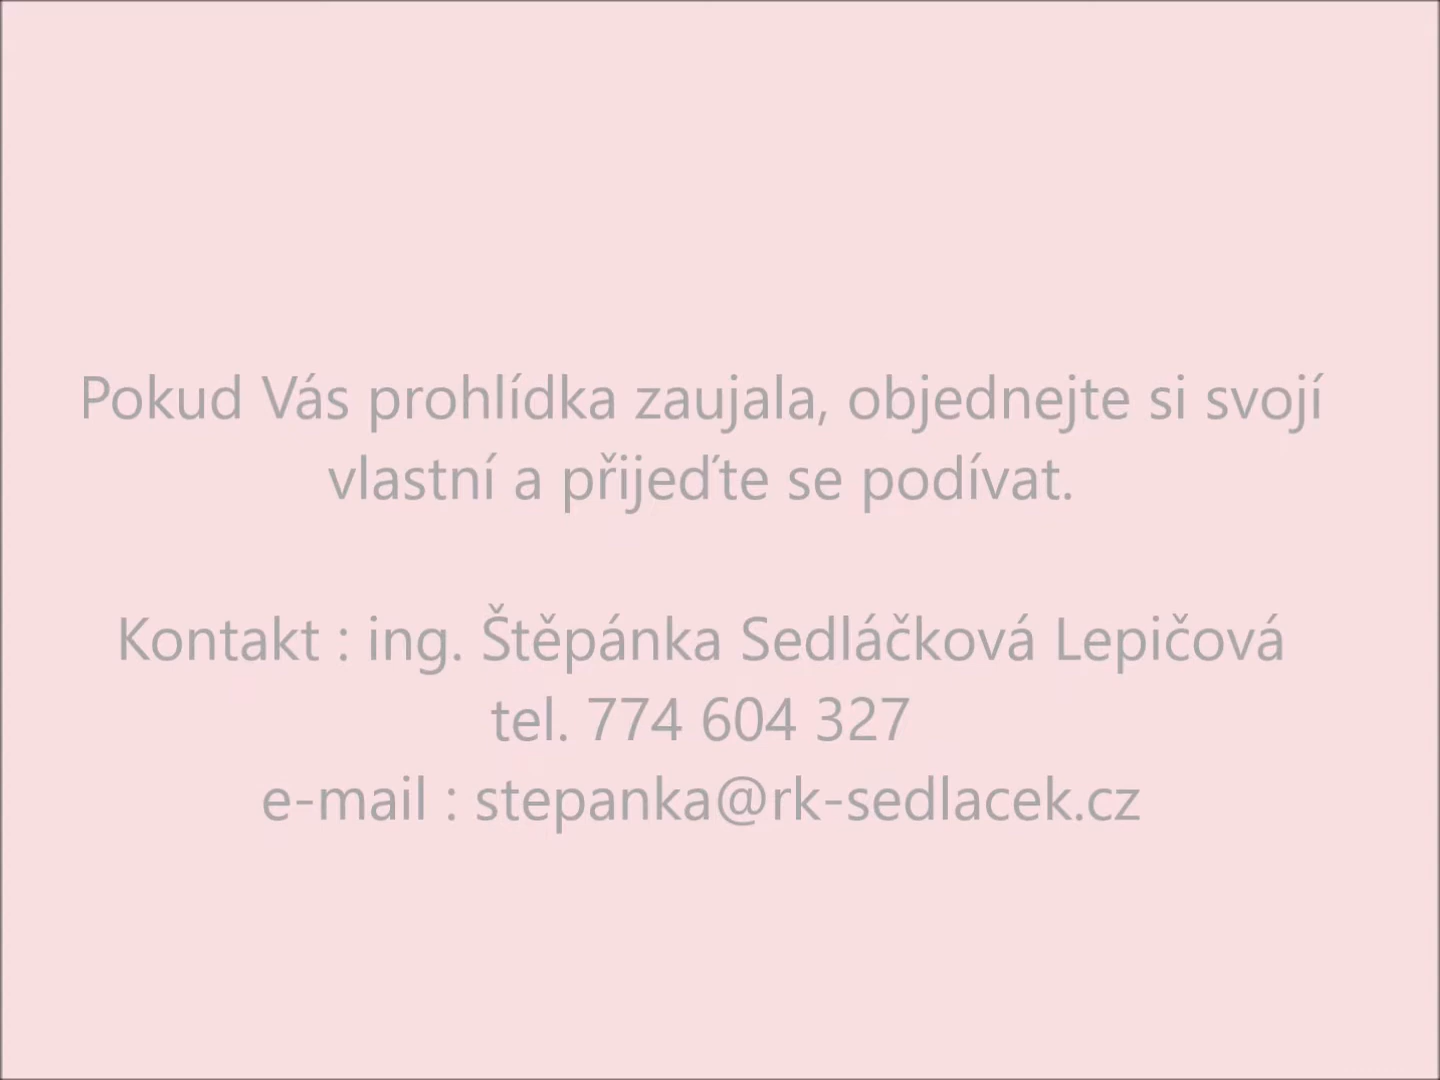 Pokud Vás prohlídka zaujala, objednejte si svojí
vlastní a přijeďte se podívat.
Kontakt : ing. Štěpánka Sedláčková Lepičová
tel. 774 604 327
e-mail : stepanka@rk-sedlacek.cz